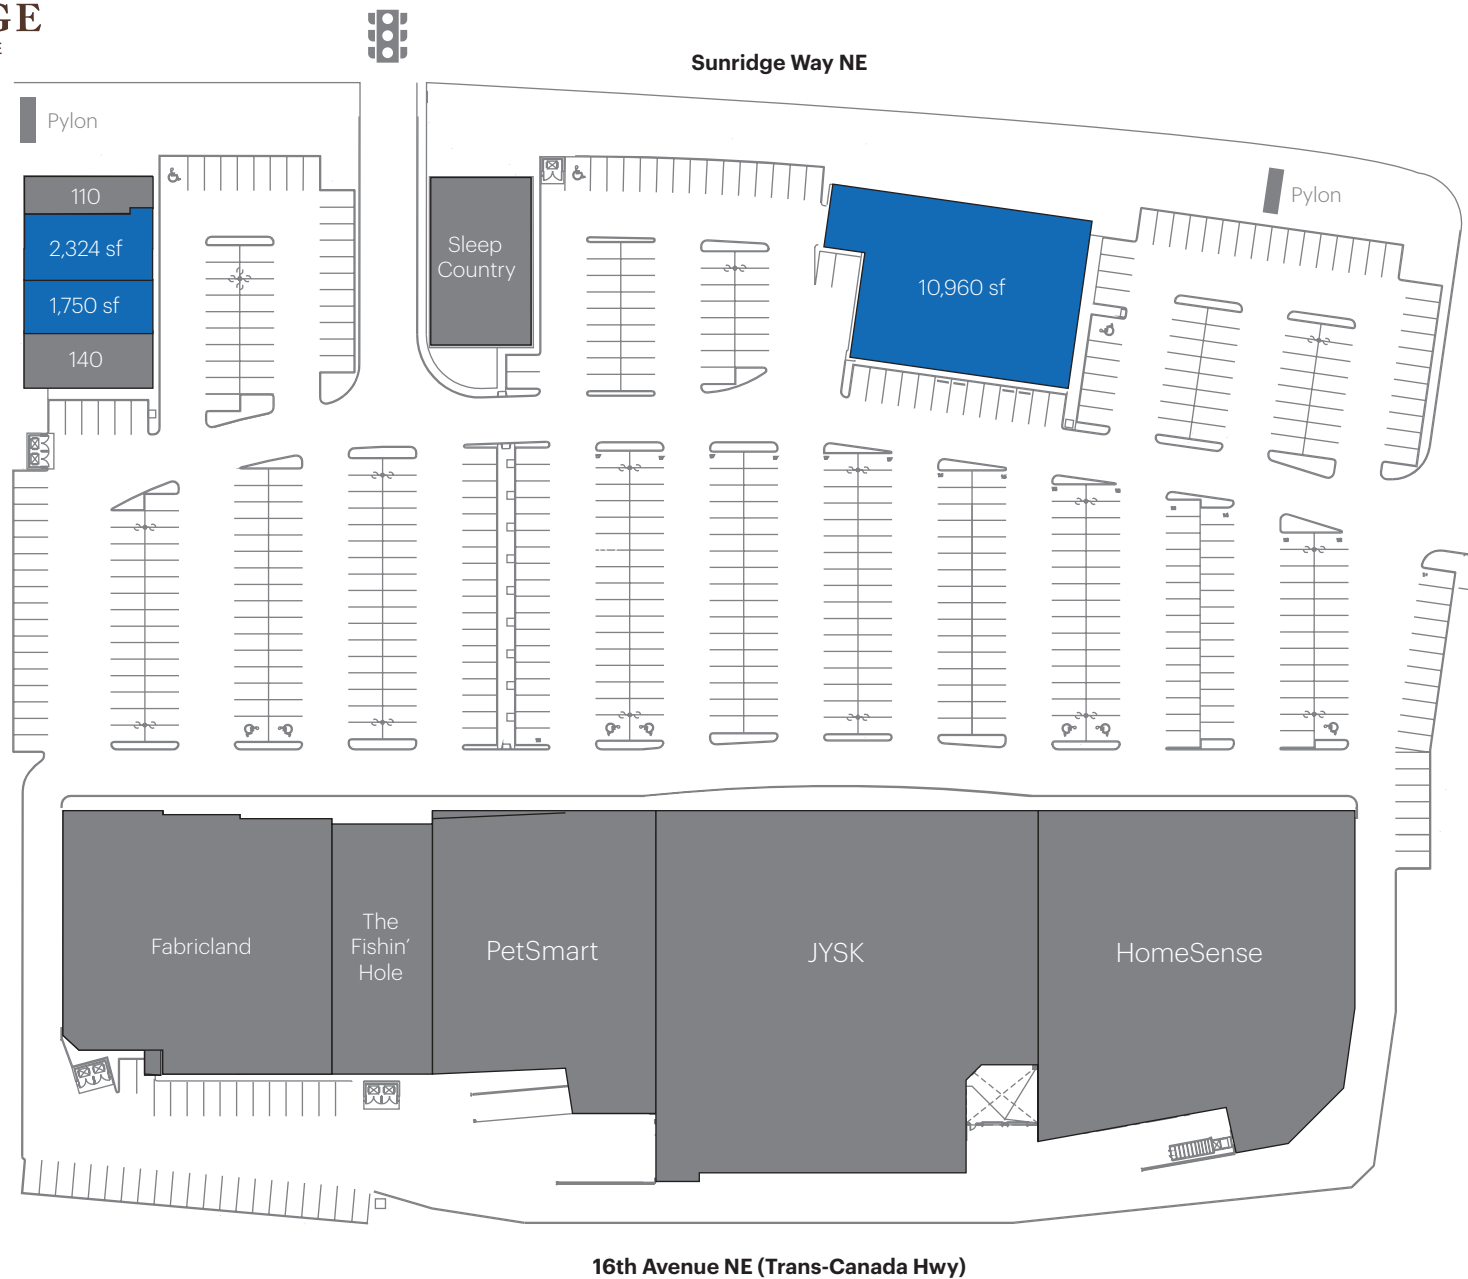 GE
E
Sunridge Way NE
Pylon
Pylon
110
2,324 sf
1,750 sf
140
Sleep
Country
10,960 sf
Fabricland
The
Fishin’
Hole
PetSmart
JYSK
HomeSense
16th Avenue NE (Trans-Canada Hwy)